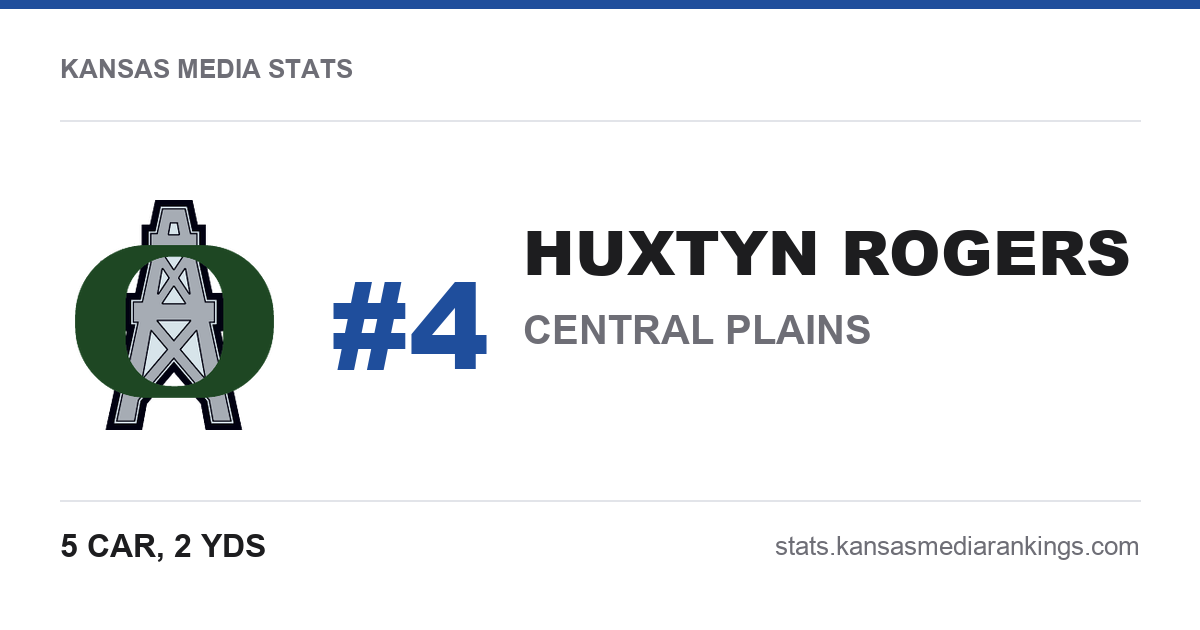 KANSAS MEDIA STATS
O
#4
HUXTYN ROGERS
CENTRAL PLAINS
5 CAR, 2 YDS
stats.kansasmediarankings.com